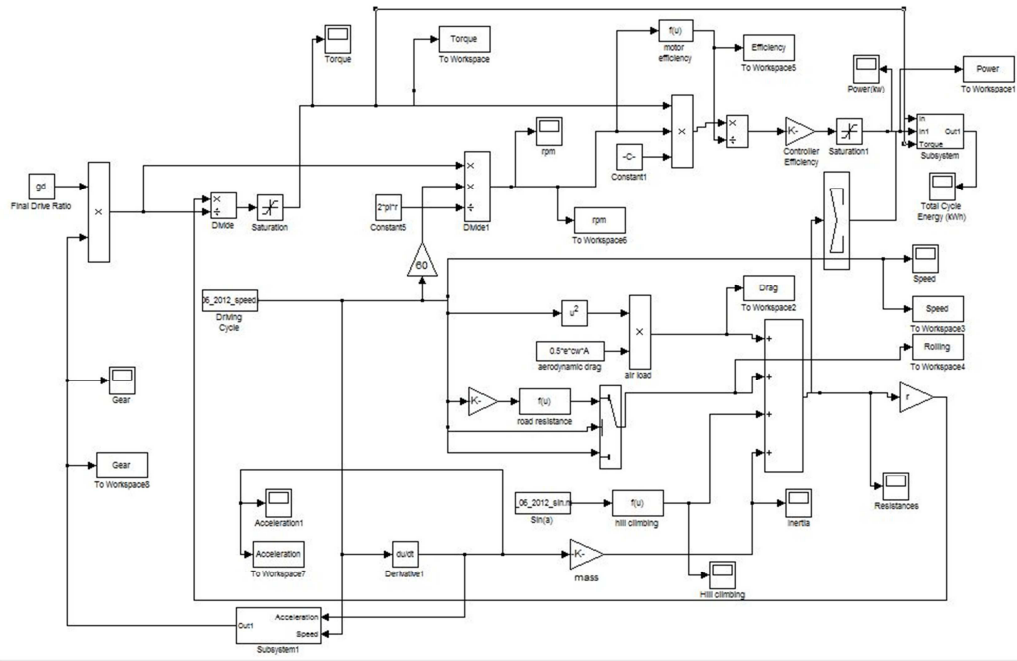 Torque
Torque
To Workspace
f(u)
motor
efficiency
Efficiency
To Workspace5
Power(kw)
Power
To Workspace1
In
In1
Torque
Out1
Subsystem
×
×
÷
K-
Controller
Efficiency
Saturation1
rpm
-C-
Constant1
Total Cycle
Energy (kWh)
gd
Final Drive Ratio
×
×
÷
Divide
Saturation
2*pi*r
Constant5
×
×
÷
Divide1
rpm
To Workspace6
60
Speed
06_2012_speed
Driving
Cycle
u²
Drag
To Workspace2
Speed
To Workspace3
0.5*e*cw*A
aerodynamic drag
×
air load
Rolling
To Workspace4
Gear
K-
f(u)
road resistance
+
+
+
+
r
Gear
To Workspace8
Resistances
Acceleration1
_06_2012_sin.m
Sin(a)
f(u)
hill climbing
Inertia
Acceleration
To Workspace7
du/dt
Derivative1
K-
mass
Hill climbing
Out1
Acceleration
Speed
Subsystem1